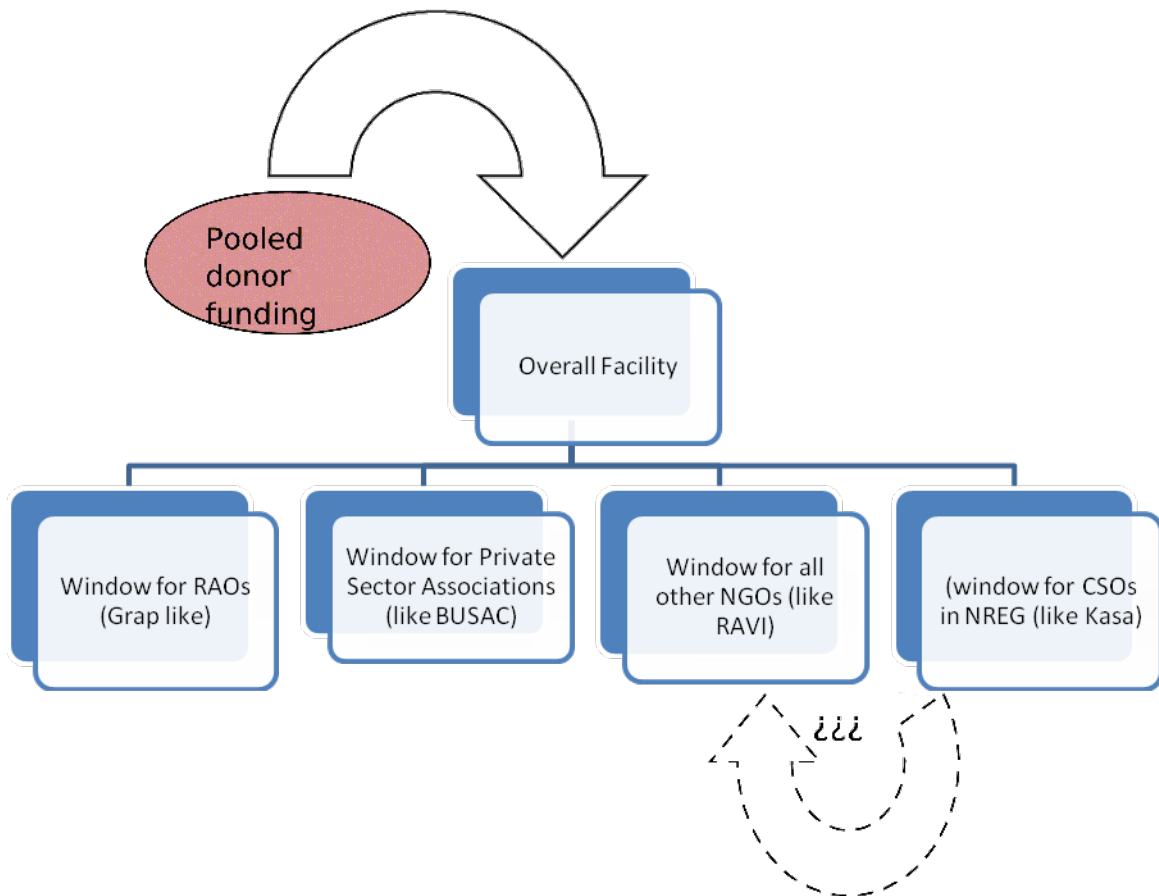 Pooled
donor
funding
Overall Facility
Window for RAOs
(Grap like)
Window for Private
Sector Associations
(like BUSAC)
Window for all
other NGOs (like
RAVI)
(window for CSOs
in NREG (like Kasa)
¿¿¿